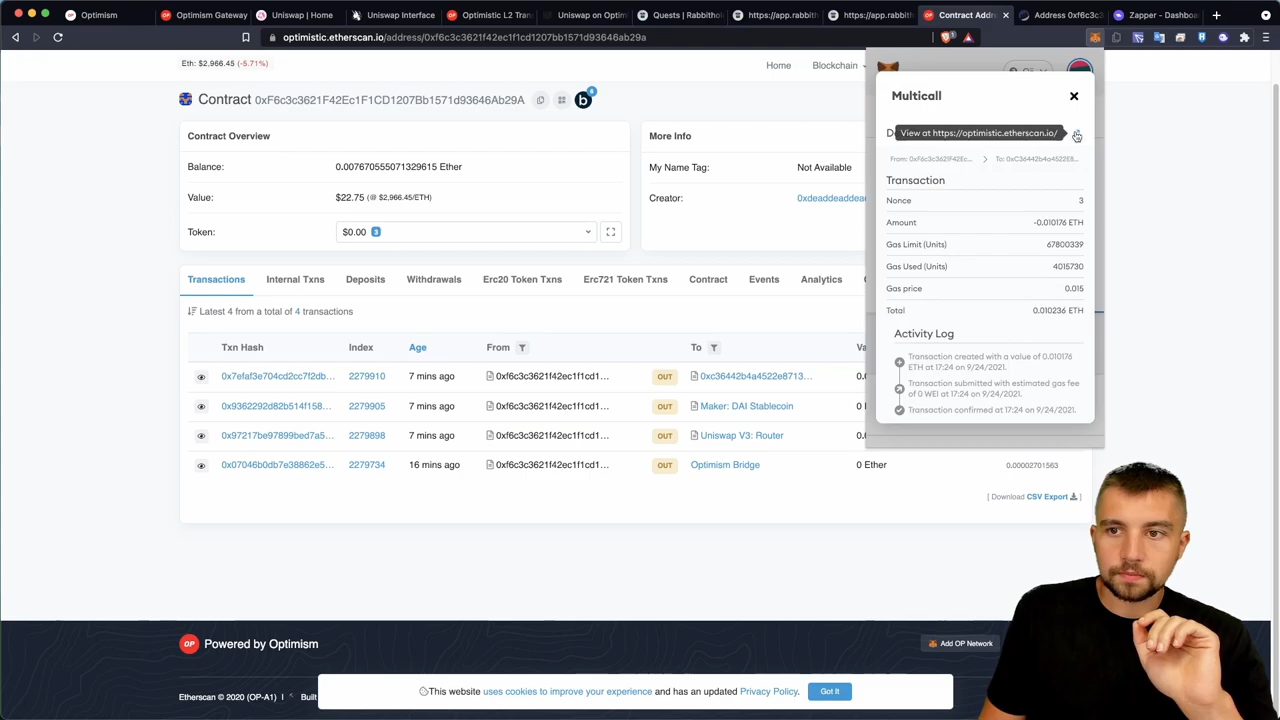 Optimism
Optimism Gateway
Uniswap | Home
Uniswap Interface
Optimistic L2 Tran
Uniswap on Optim
Quests | Rabbithol
https://app.rabbith
https://app.rabbith
Contract Addr
Address 0xf6c3c3
Zapper - Dashboa
optimistic.etherscan.io/address/0xf6c3c3621f42ec1f1cd1207bb1571d93646ab29a
Eth: $2,966.45 (-5.71%)
Home
Blockchain
Contract 0xF6c3c3621F42Ec1F1CD1207Bb1571d93646Ab29A
b
Contract Overview
Balance: 0.007670555071329615 Ether
Value: $22.75 (@ $2,966.45/ETH)
Token: $0.00 3
More Info
My Name Tag: Not Available
Creator: 0xdeaddeaddead
Transactions
Internal Txns
Deposits
Withdrawals
Erc20 Token Txns
Erc721 Token Txns
Contract
Events
Analytics
Latest 4 from a total of 4 transactions
Txn Hash Index Age From To Va
0x7efaf3e704cd2cc7f2db... 2279910 7 mins ago 0xf6c3c3621f42ec1f1cd1... OUT 0xc36442b4a4522e8713... 0.0
0x9362292d82b514f158... 2279905 7 mins ago 0xf6c3c3621f42ec1f1cd1... OUT Maker: DAI Stablecoin 0 E
0x97217be97899bed7a5... 2279898 7 mins ago 0xf6c3c3621f42ec1f1cd1... OUT Uniswap V3: Router 0.0
0x07046b0db7e38862e5... 2279734 16 mins ago 0xf6c3c3621f42ec1f1cd1... OUT Optimism Bridge 0 Ether 0.00002701563
[ Download CSV Export ]
Multicall
View at https://optimistic.etherscan.io/
From: 0xF6c3c3621F42Ec...
To: 0xC36442b4a4522E8...
Transaction
Nonce 3
Amount -0.010176 ETH
Gas Limit (Units) 67800339
Gas Used (Units) 4015730
Gas price 0.015
Total 0.010236 ETH
Activity Log
Transaction created with a value of 0.010176
ETH at 17:24 on 9/24/2021.
Transaction submitted with estimated gas fee
of 0 WEI at 17:24 on 9/24/2021.
Transaction confirmed at 17:24 on 9/24/2021.
OP Powered by Optimism
Add OP Network
Etherscan © 2020 (OP-A1) | Built
This website uses cookies to improve your experience and has an updated Privacy Policy.
Got It